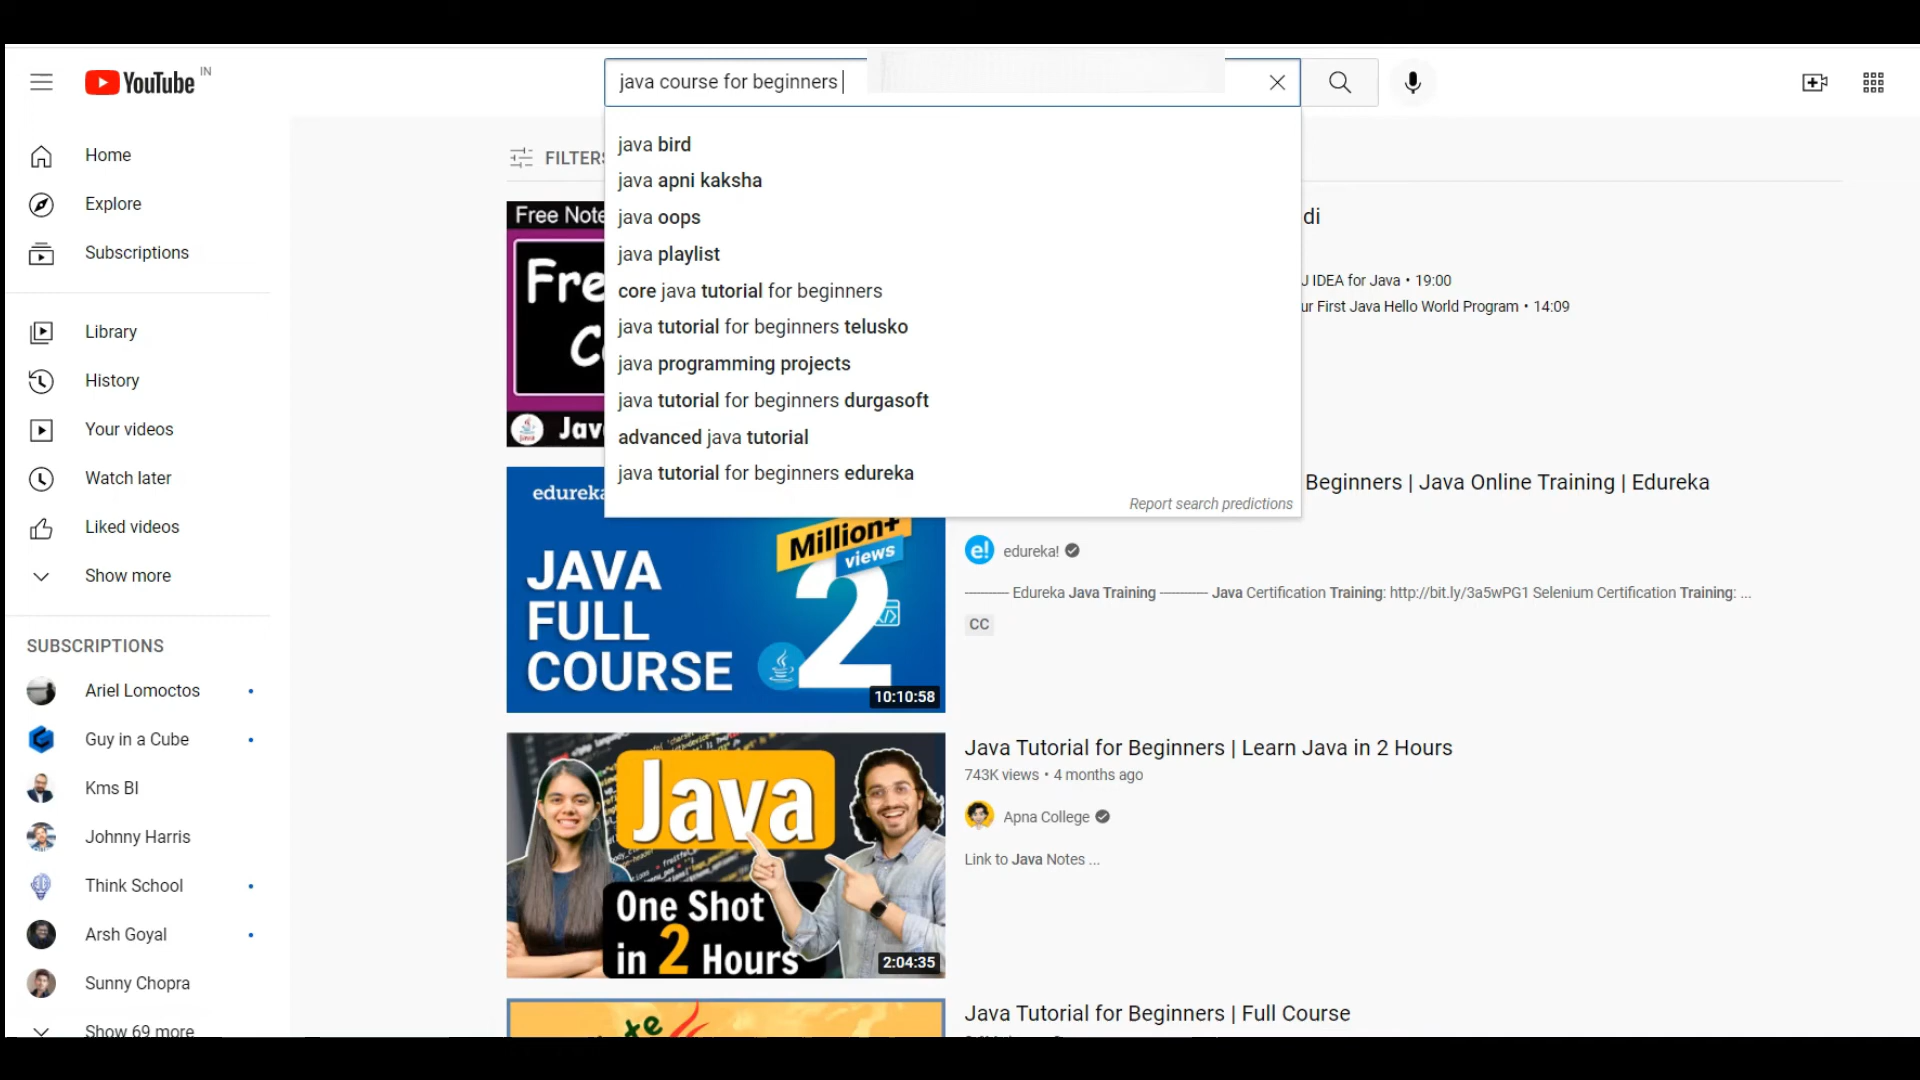 YouTube IN
java course for beginners
Home
Explore
Subscriptions
Library
History
Your videos
Watch later
Liked videos
Show more
SUBSCRIPTIONS
Ariel Lomoctos
Guy in a Cube
Kms BI
Johnny Harris
Think School
Arsh Goyal
Sunny Chopra
Show 69 more
java bird
java apni kaksha
java oops
java playlist
core java tutorial for beginners
java tutorial for beginners telusko
java programming projects
java tutorial for beginners durgasoft
advanced java tutorial
java tutorial for beginners edureka
Report search predictions
FILTERS
Free Note
Fre
C
Jav
di
J IDEA for Java • 19:00
ur First Java Hello World Program • 14:09
edureka
Million+
views
JAVA
FULL
COURSE
2
10:10:58
Beginners | Java Online Training | Edureka
edureka!
---------- Edureka Java Training ---------- Java Certification Training: http://bit.ly/3a5wPG1 Selenium Certification Training: ...
CC
Java
One Shot
in 2 Hours
2:04:35
Java Tutorial for Beginners | Learn Java in 2 Hours
743K views • 4 months ago
Apna College
Link to Java Notes ...
Java Tutorial for Beginners | Full Course